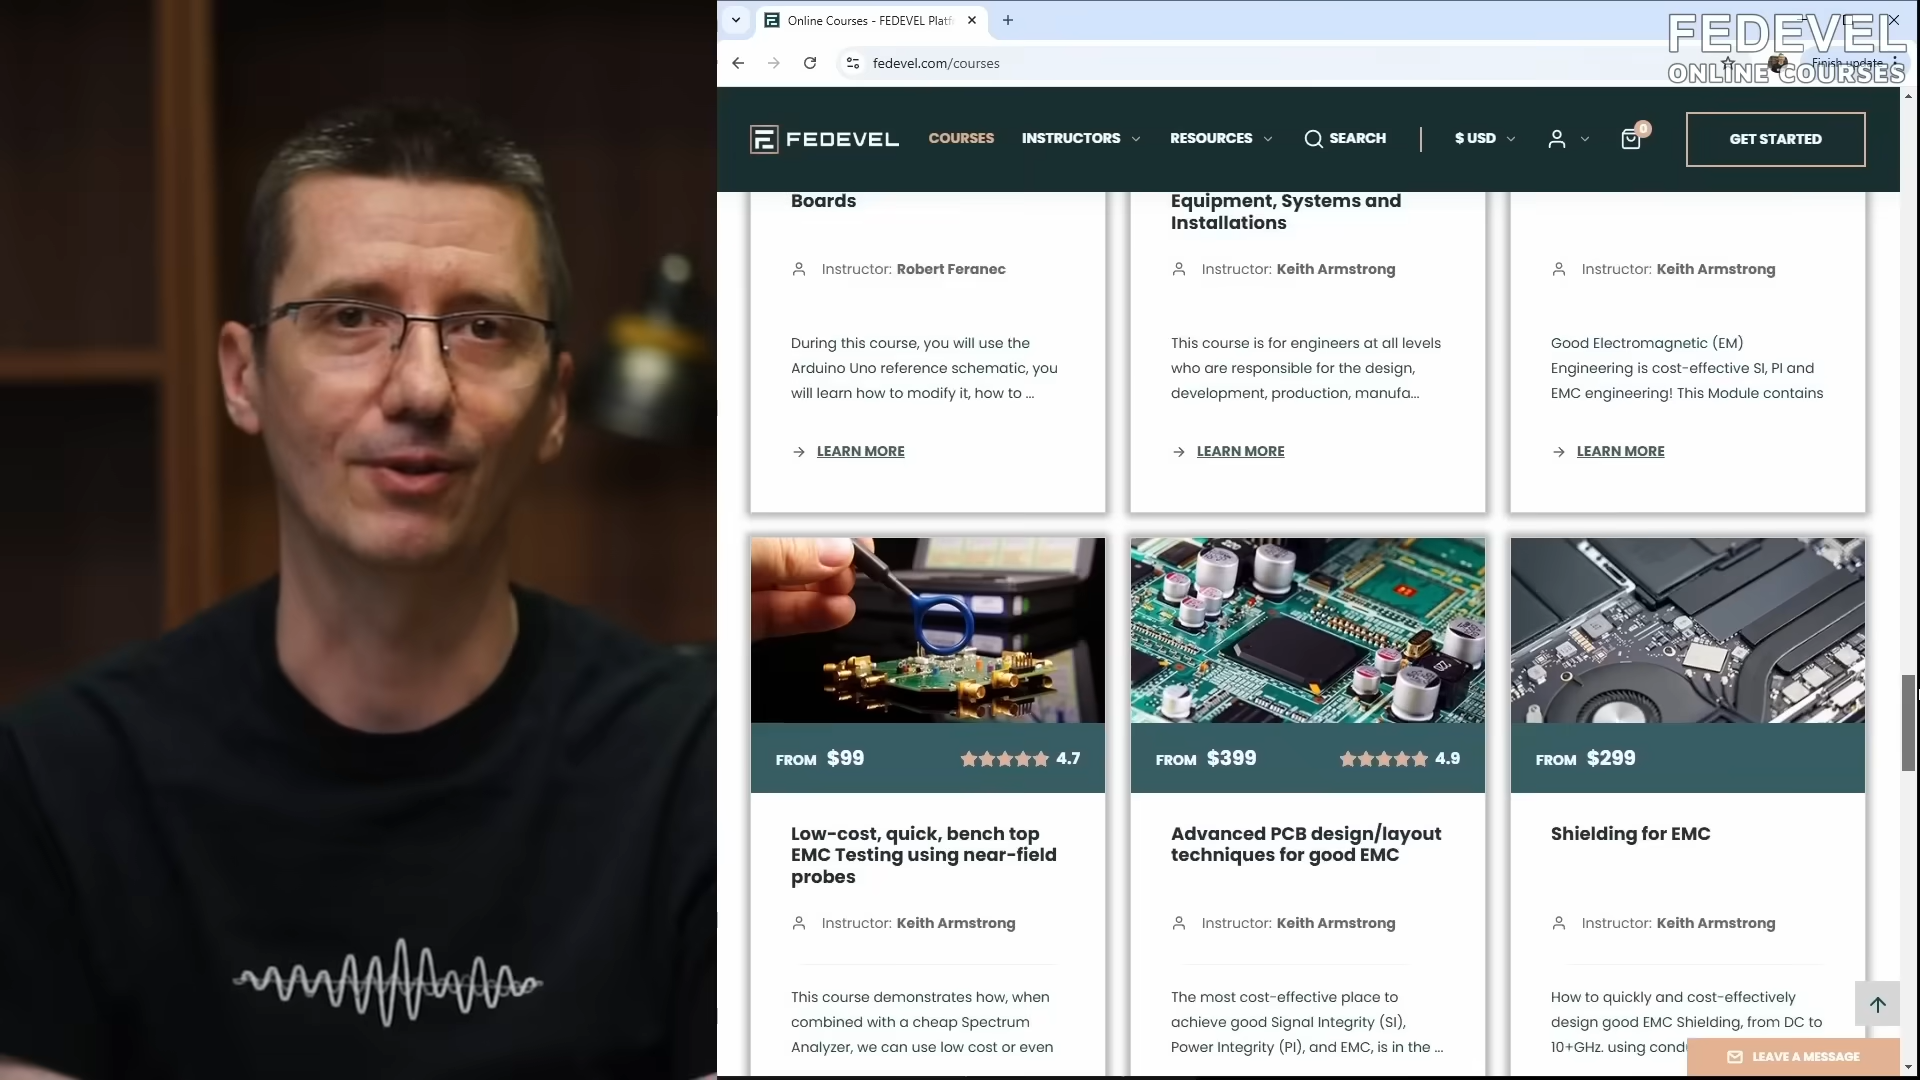 Online Courses - FEDEVEL Platf
FEDEVEL
ONLINE COURSES
fedevel.com/courses
Finish update
FEDEVEL
COURSES
INSTRUCTORS
RESOURCES
SEARCH
$ USD
0
GET STARTED
Boards
Instructor: Robert Feranec
During this course, you will use the
Arduino Uno reference schematic, you
will learn how to modify it, how to ...
LEARN MORE
Equipment, Systems and
Installations
Instructor: Keith Armstrong
This course is for engineers at all levels
who are responsible for the design,
development, production, manufa...
LEARN MORE
Instructor: Keith Armstrong
Good Electromagnetic (EM)
Engineering is cost-effective SI, PI and
EMC engineering! This Module contains
LEARN MORE
FROM $99
4.7
Low-cost, quick, bench top
EMC Testing using near-field
probes
Instructor: Keith Armstrong
This course demonstrates how, when
combined with a cheap Spectrum
Analyzer, we can use low cost or even
FROM $399
4.9
Advanced PCB design/layout
techniques for good EMC
Instructor: Keith Armstrong
The most cost-effective place to
achieve good Signal Integrity (SI),
Power Integrity (PI), and EMC, is in the ...
FROM $299
Shielding for EMC
Instructor: Keith Armstrong
How to quickly and cost-effectively
design good EMC Shielding, from DC to
10+GHz. using
LEAVE A MESSAGE